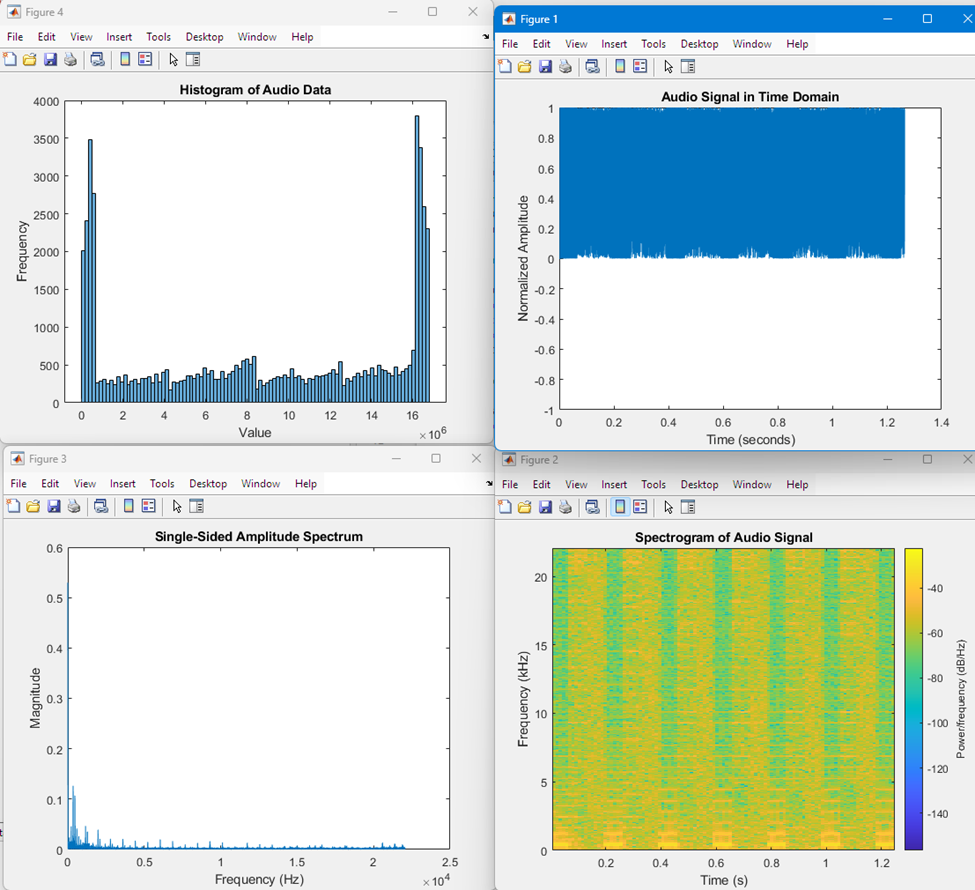 Figure 4
File Edit View Insert Tools Desktop Window Help
Histogram of Audio Data
4000
3500
3000
2500
2000
1500
1000
500
0
Frequency
0 2 4 6 8 10 12 14 16
Value
×10^6
Figure 1
File Edit View Insert Tools Desktop Window Help
Audio Signal in Time Domain
1
0.8
0.6
0.4
0.2
0
-0.2
-0.4
-0.6
-0.8
-1
Normalized Amplitude
0 0.2 0.4 0.6 0.8 1 1.2 1.4
Time (seconds)
Figure 3
File Edit View Insert Tools Desktop Window Help
Single-Sided Amplitude Spectrum
0.6
0.5
0.4
0.3
0.2
0.1
0
Magnitude
0 0.5 1 1.5 2 2.5
Frequency (Hz)
×10^4
Figure 2
File Edit View Insert Tools Desktop Window Help
Spectrogram of Audio Signal
20
15
10
5
0
Frequency (kHz)
0.2 0.4 0.6 0.8 1 1.2
Time (s)
-40
-60
-80
-100
-120
-140
Power/frequency (dB/Hz)